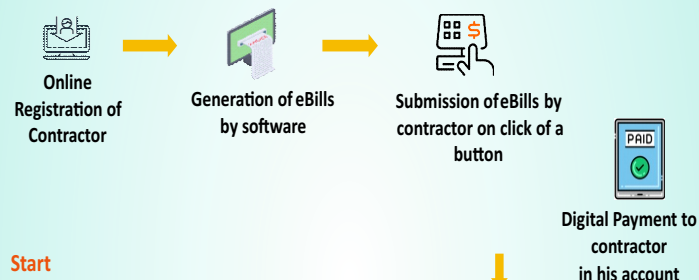 Online
Registration of
Contractor
Generation of eBills
by software
Submission of eBills by
contractor on click of a
button
PAID
Digital Payment to
contractor
in his account
Start